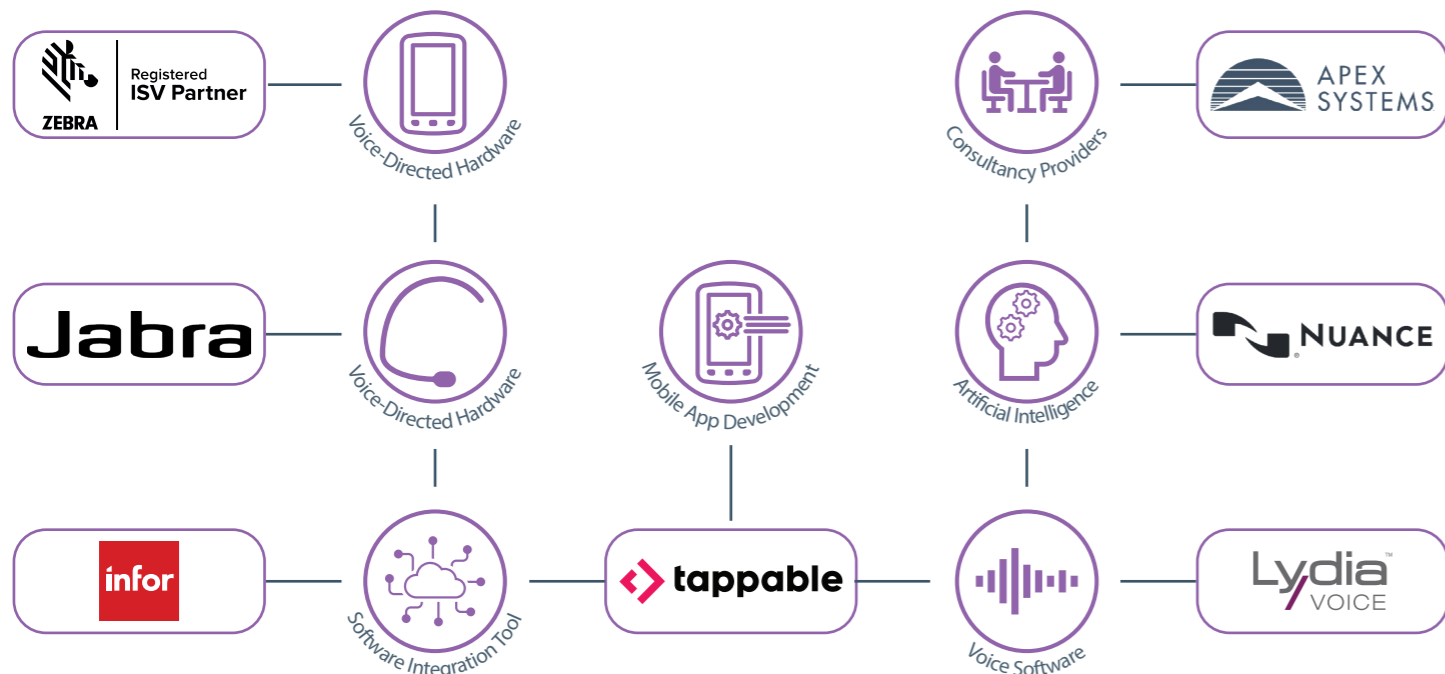 ZEBRA
Registered
ISV Partner
Voice-Directed Hardware
Consultancy Providers
APEX
SYSTEMS
Jabra
Voice-Directed Hardware
Mobile App Development
Artificial Intelligence
NUANCE
®
infor
Software Integration Tool
tappable
Voice Software
Lydia™
VOICE